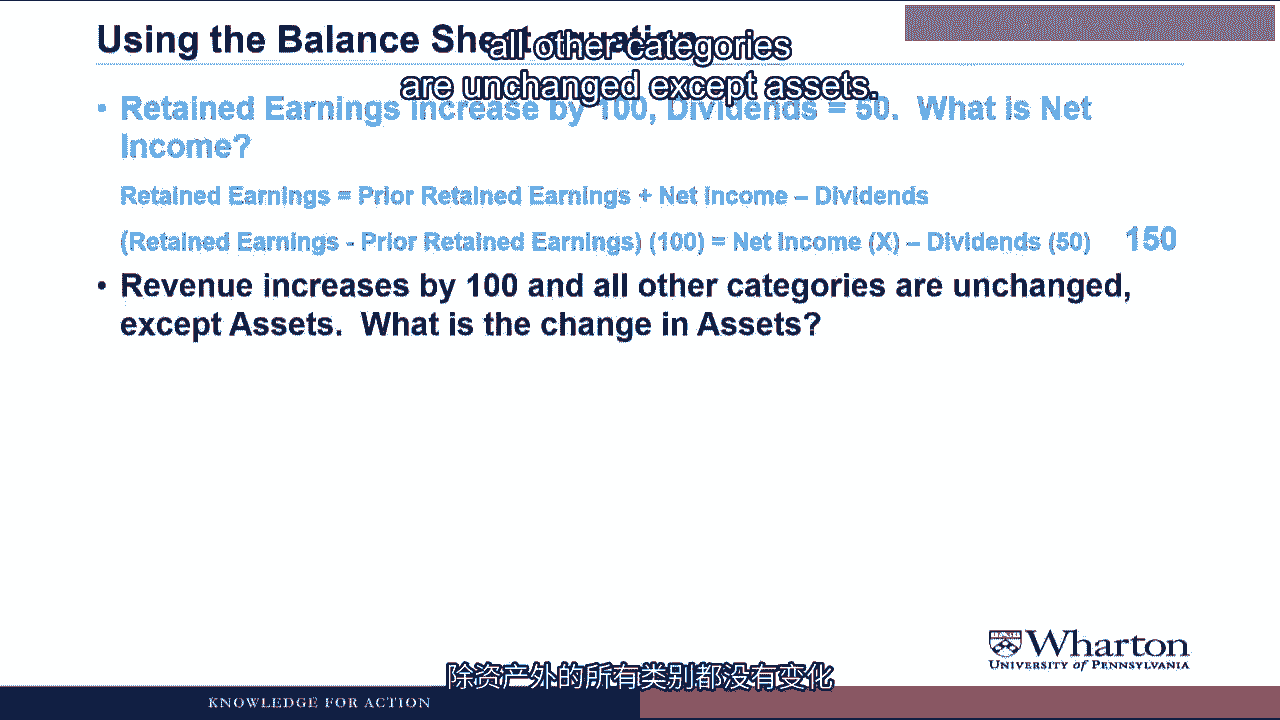 Using the Balance Sheet equation
all other categories
are unchanged except assets.
• Retained Earnings increase by 100, Dividends = 50. What is Net
Income?
Retained Earnings = Prior Retained Earnings + Net Income – Dividends
(Retained Earnings - Prior Retained Earnings) (100) = Net Income (X) – Dividends (50) 150
• Revenue increases by 100 and all other categories are unchanged,
except Assets. What is the change in Assets?
Wharton
UNIVERSITY of PENNSYLVANIA
除资产外的所有类别都没有变化
KNOWLEDGE FOR ACTION